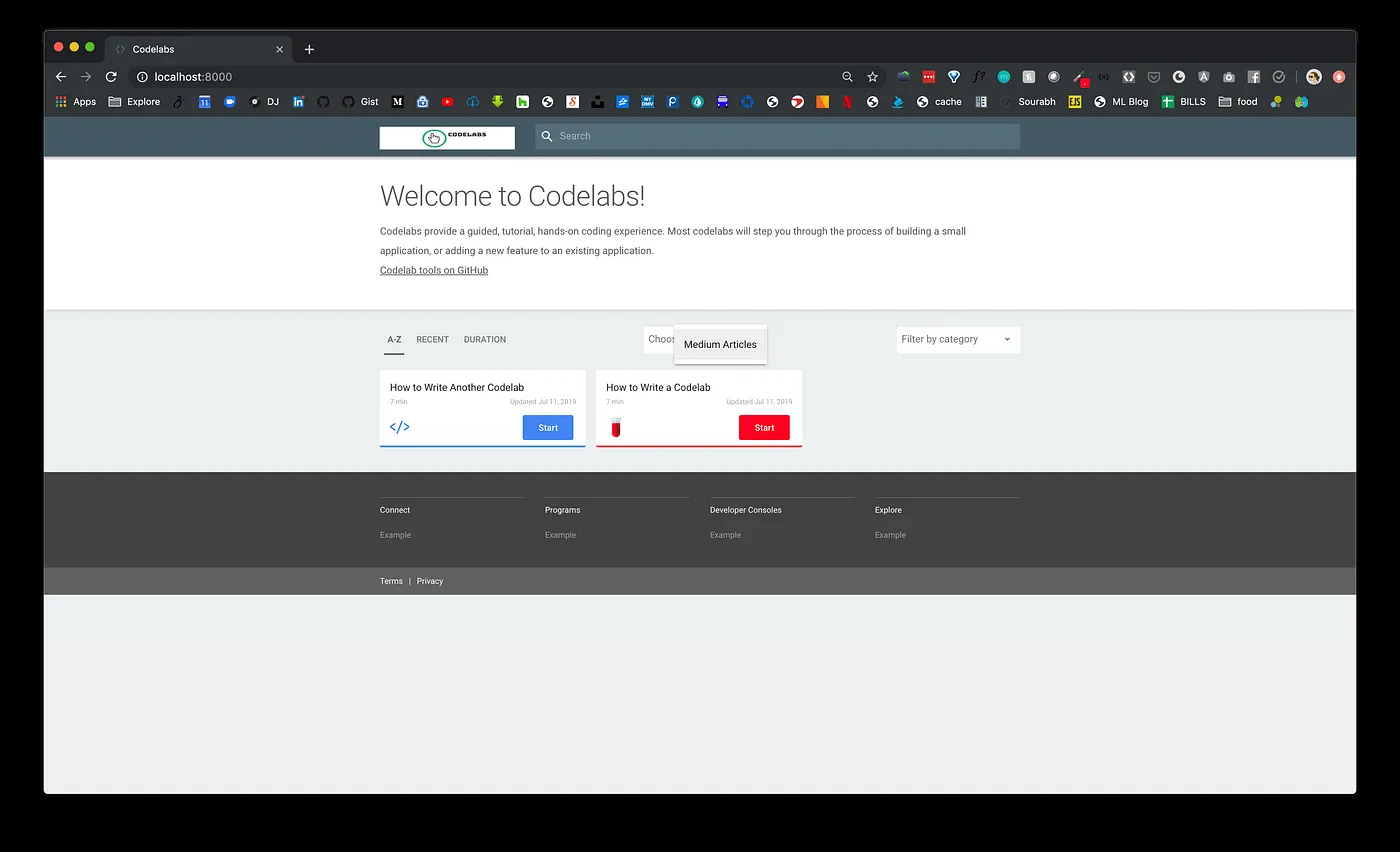 Codelabs
localhost:8000
Apps
Explore
DJ
Gist
cache
Sourabh
ML Blog
BILLS
food
CODELABS
Search
Welcome to Codelabs!
Codelabs provide a guided, tutorial, hands-on coding experience. Most codelabs will step you through the process of building a small
application, or adding a new feature to an existing application.
Codelab tools on GitHub
A-Z RECENT DURATION
Medium Articles
Filter by category
How to Write Another Codelab
7 min Updated Jul 11, 2019
</> Start
How to Write a Codelab
7 min Updated Jul 11, 2019
Start
Connect
Example
Programs
Example
Developer Consoles
Example
Explore
Example
Terms | Privacy